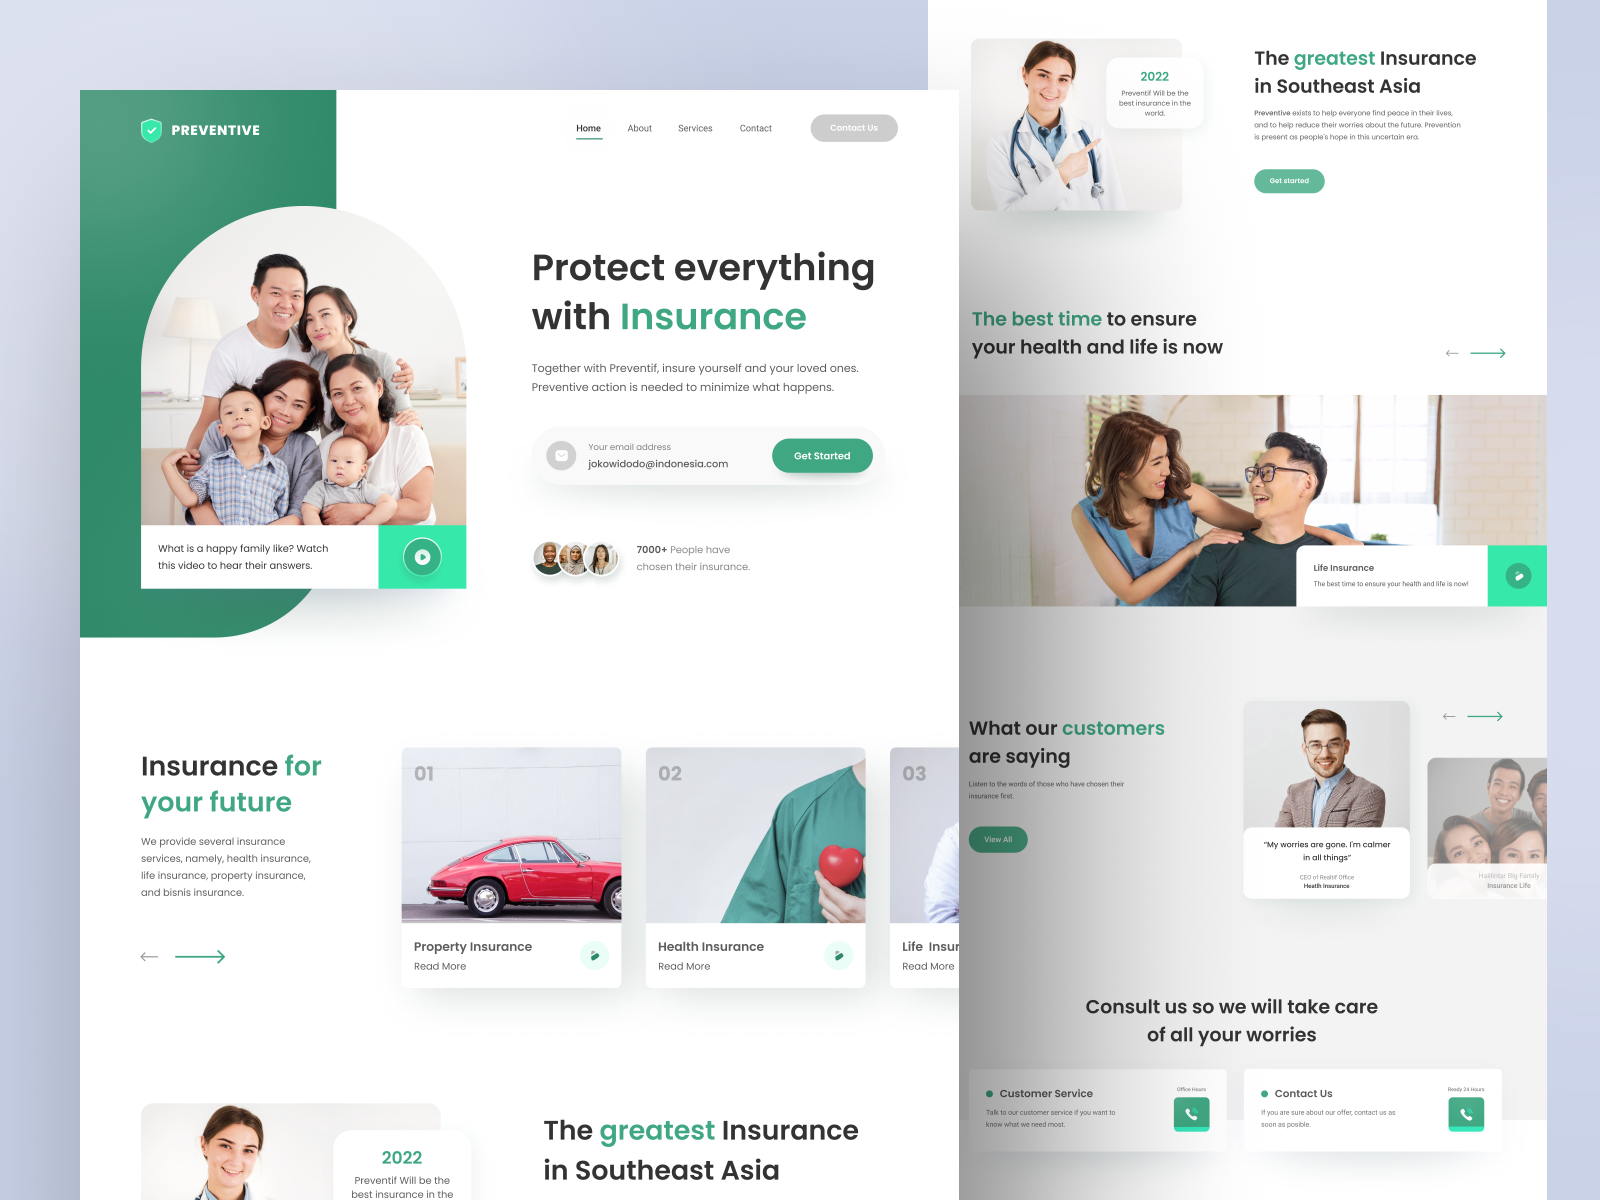 PREVENTIVE
Home
About
Services
Contact
Contact Us
Protect everything
with Insurance
Together with Preventif, insure yourself and your loved ones.
Preventive action is needed to minimize what happens.
Your email address
jokowidodo@indonesia.com
Get Started
7000+ People have
chosen their insurance.
What is a happy family like? Watch
this video to hear their answers.
Insurance for
your future
We provide several insurance
services, namely, health insurance,
life insurance, property insurance,
and bisnis insurance.
01
Property Insurance
Read More
02
Health Insurance
Read More
03
Life Insur
Read More
2022
Preventif Will be the
best insurance in the
The greatest Insurance
in Southeast Asia
2022
Preventif Will be the
best insurance in the
world.
The greatest Insurance
in Southeast Asia
Preventive exists to help everyone find peace in their lives,
and to help reduce their worries about the future. Prevention
is present as people's hope in this uncertain era.
Get started
The best time to ensure
your health and life is now
Life Insurance
The best time to ensure your health and life is now!
What our customers
are saying
Listen to the words of those who have chosen their
insurance first.
View All
“My worries are gone. I'm calmer
in all things”
CEO of Realtif Office
Heatlh Insurance
Big Family
Insurance Life
Consult us so we will take care
of all your worries
Customer Service
Talk to our customer service if you want to
know what we need most.
Office Hours
Contact Us
If you are sure about our offer, contact us as
soon as posible.
Ready 24 Hours